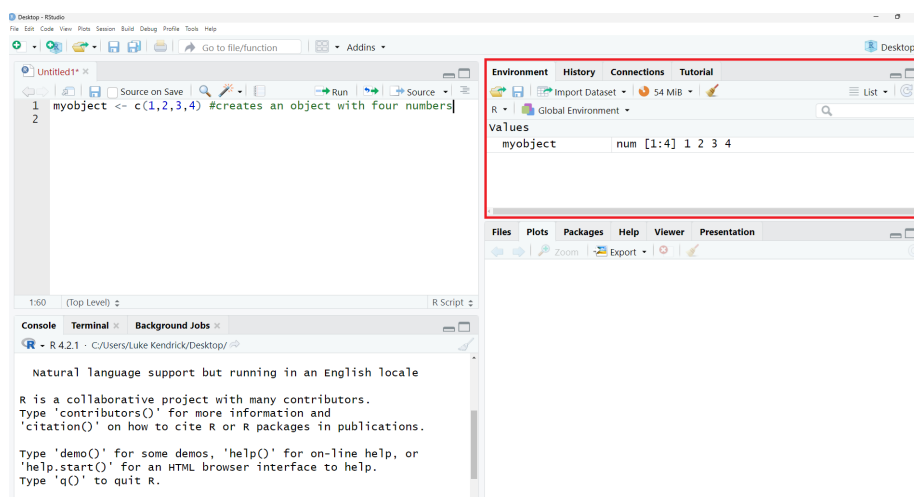 Desktop - RStudio
File Edit Code View Plots Session Build Debug Profile Tools Help
Go to file/function Addins Desktop
Untitled1*
Source on Save Run Source
1 myobject <- c(1,2,3,4) #creates an object with four numbers
2
1:60 (Top Level) R Script
Console Terminal Background Jobs
R 4.2.1 · C:/Users/Luke Kendrick/Desktop/
Natural language support but running in an English locale
R is a collaborative project with many contributors.
Type 'contributors()' for more information and
'citation()' on how to cite R or R packages in publications.
Type 'demo()' for some demos, 'help()' for on-line help, or
'help.start()' for an HTML browser interface to help.
Type 'q()' to quit R.
Environment History Connections Tutorial
Import Dataset 54 MiB List
R Global Environment
Values
myobject num [1:4] 1 2 3 4
Files Plots Packages Help Viewer Presentation
Zoom Export